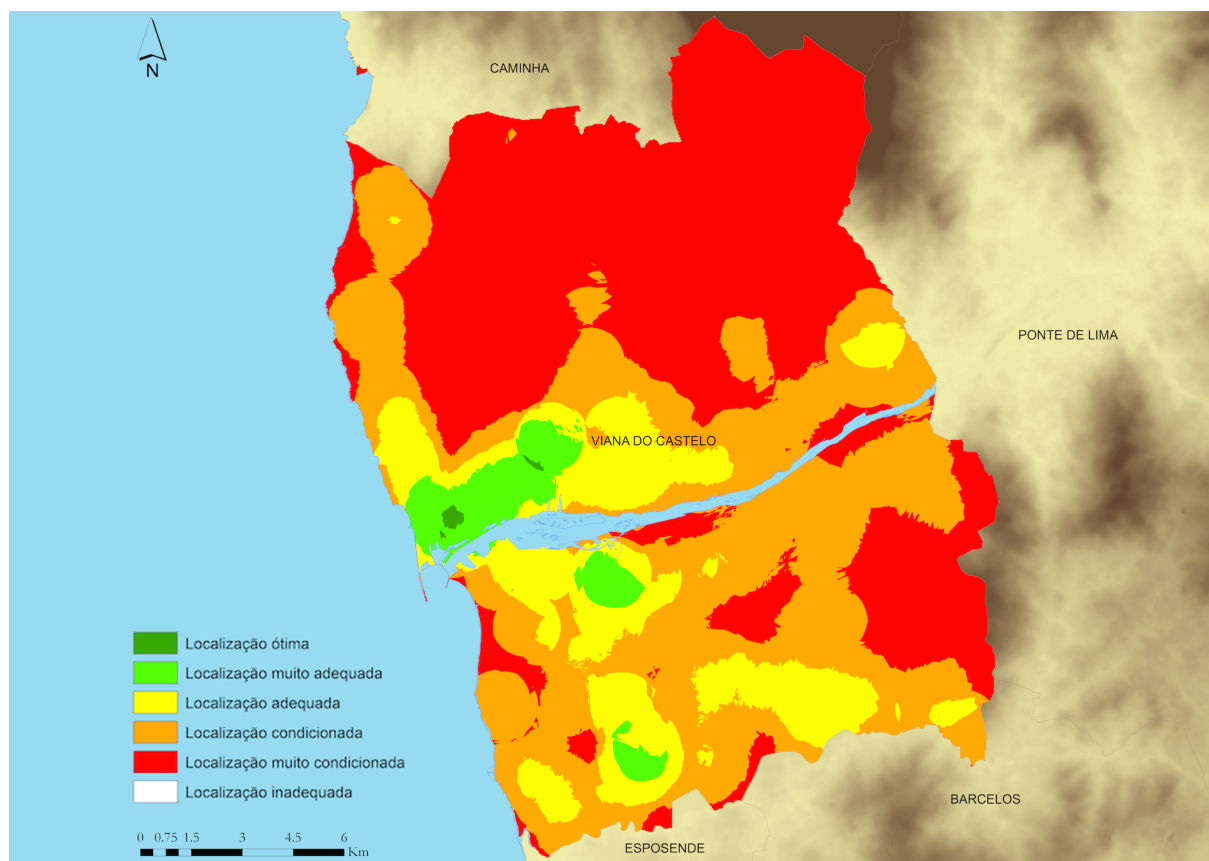 N
CAMINHA
PONTE DE LIMA
VIANA DO CASTELO
Localização ótima
Localização muito adequada
Localização adequada
Localização condicionada
Localização muito condicionada
Localização inadequada
BARCELOS
0 0.75 1.5 3 4.5 6
Km
ESPOSENDE